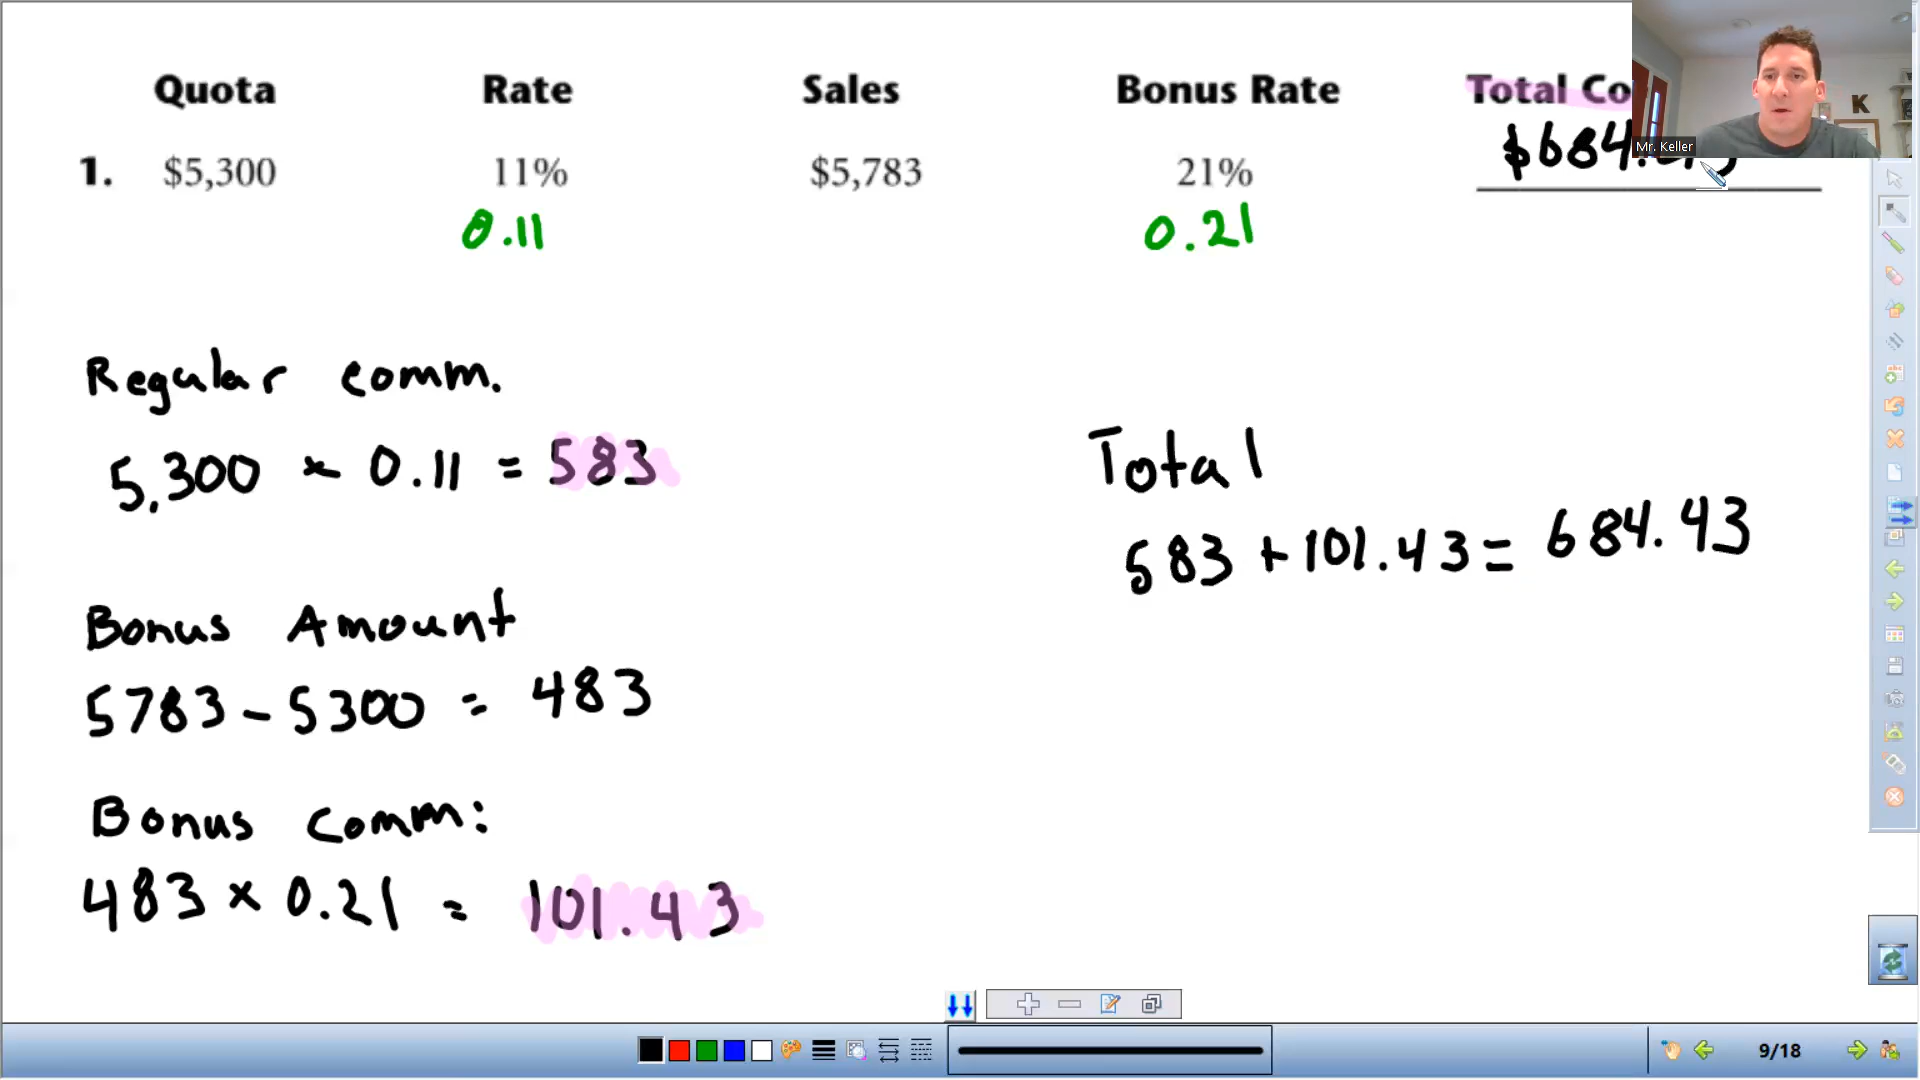 Quota Rate Sales Bonus Rate Total Co
1. $5,300 11% $5,783 21% $684.
0.11 0.21
Mr. Keller
Regular comm.
5,300 × 0.11 = 583
Bonus Amount
5783 - 5300 = 483
Bonus Comm:
483 × 0.21 = 101.43
Total
583 + 101.43 = 684.43
9/18